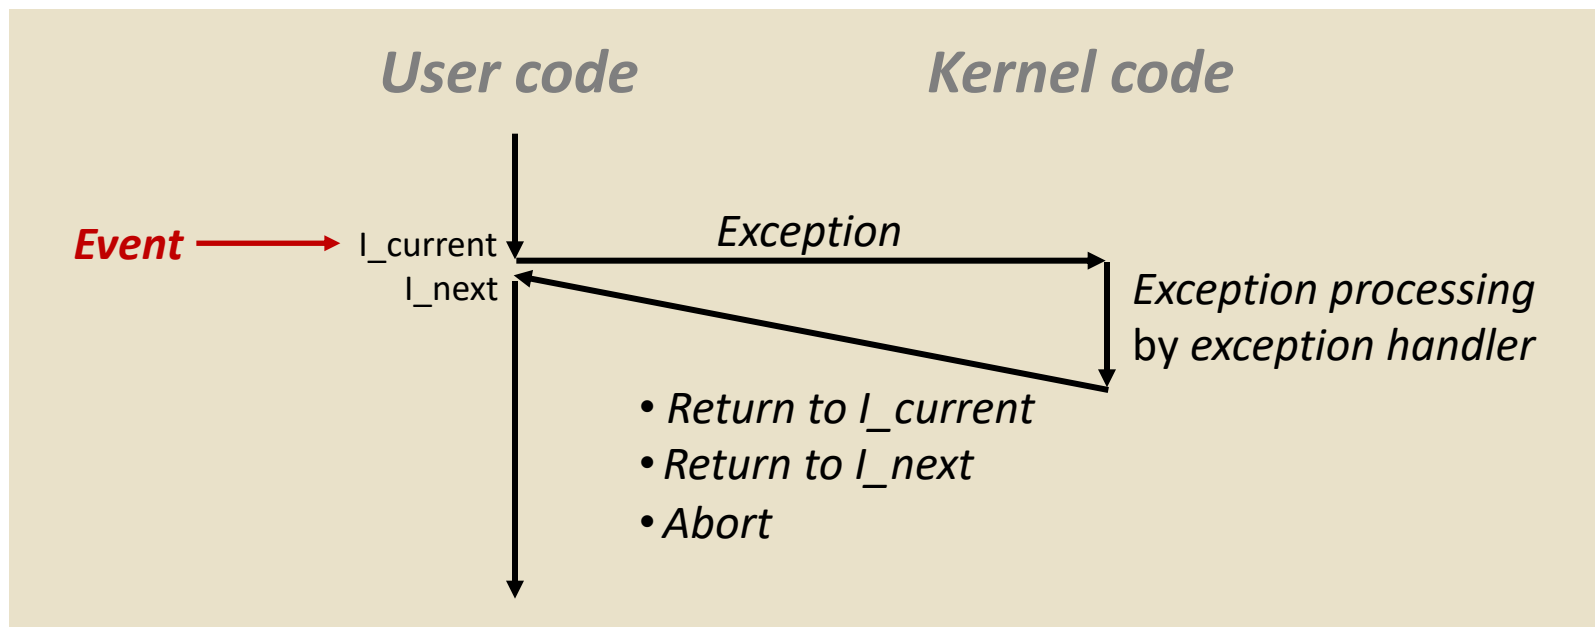 User code
Kernel code
Event
I_current
Exception
I_next
Exception processing
by exception handler
• Return to I_current
• Return to I_next
• Abort